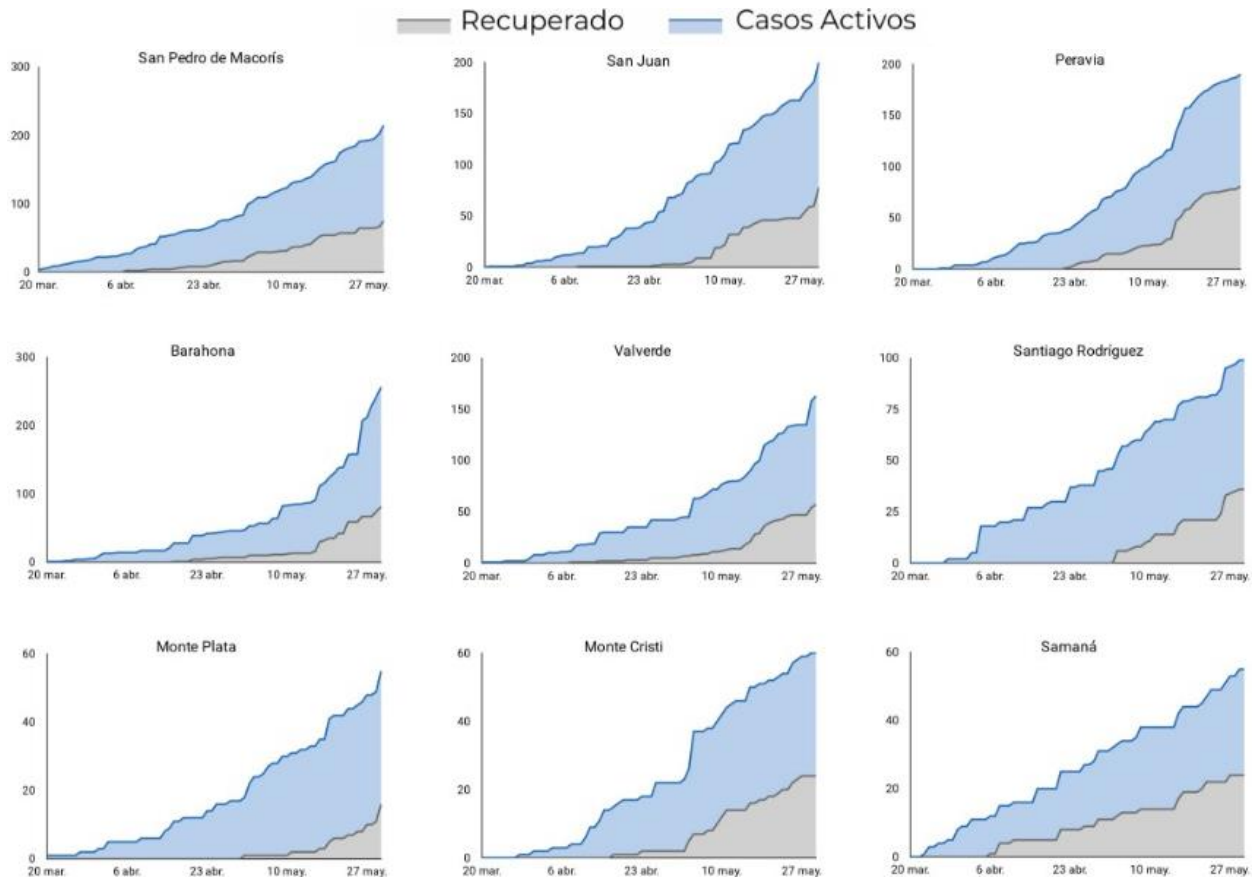 Recuperado Casos Activos
San Pedro de Macorís
300
200
100
0
20 mar. 6 abr. 23 abr. 10 may. 27 may.
San Juan
200
150
100
50
0
20 mar. 6 abr. 23 abr. 10 may. 27 may.
Peravia
200
150
100
50
0
20 mar. 6 abr. 23 abr. 10 may. 27 may.
Barahona
300
200
100
0
20 mar. 6 abr. 23 abr. 10 may. 27 may.
Valverde
200
150
100
50
0
20 mar. 6 abr. 23 abr. 10 may. 27 may.
Santiago Rodríguez
100
75
50
25
0
20 mar. 6 abr. 23 abr. 10 may. 27 may.
Monte Plata
60
40
20
0
20 mar. 6 abr. 23 abr. 10 may. 27 may.
Monte Cristi
60
40
20
0
20 mar. 6 abr. 23 abr. 10 may. 27 may.
Samaná
60
40
20
0
20 mar. 6 abr. 23 abr. 10 may. 27 may.